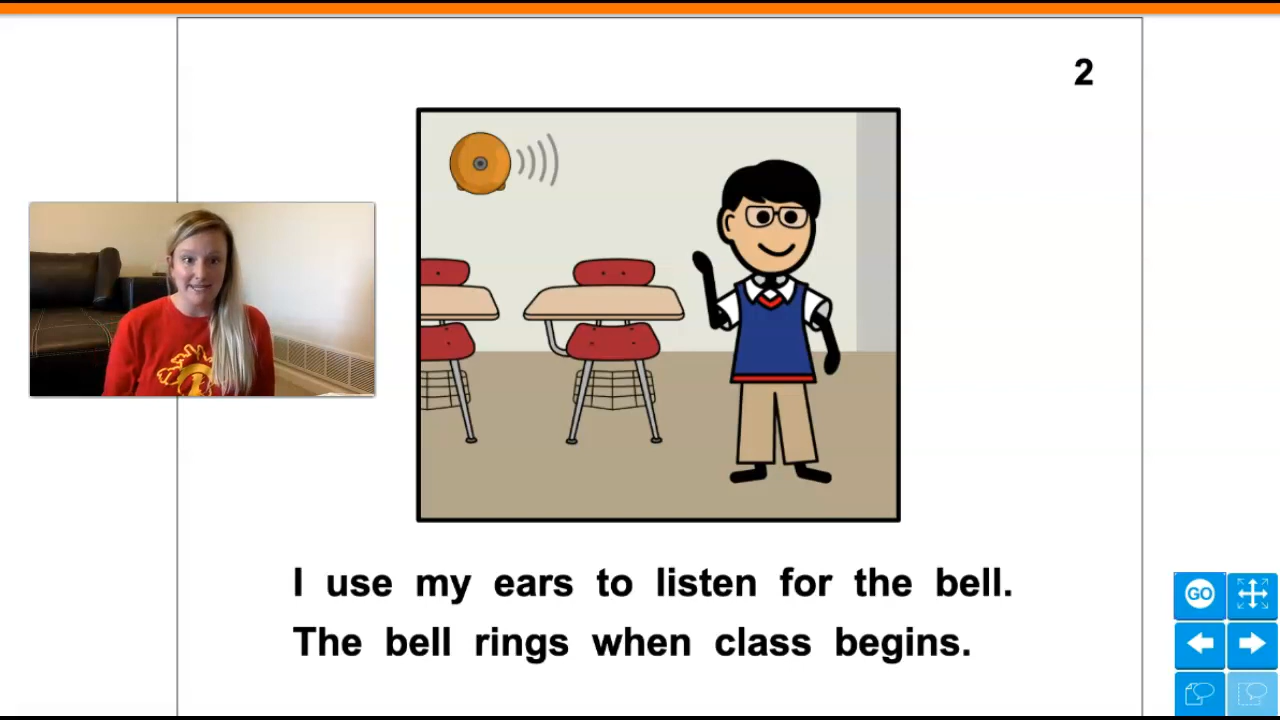 2
I use my ears to listen for the bell.
The bell rings when class begins.
GO